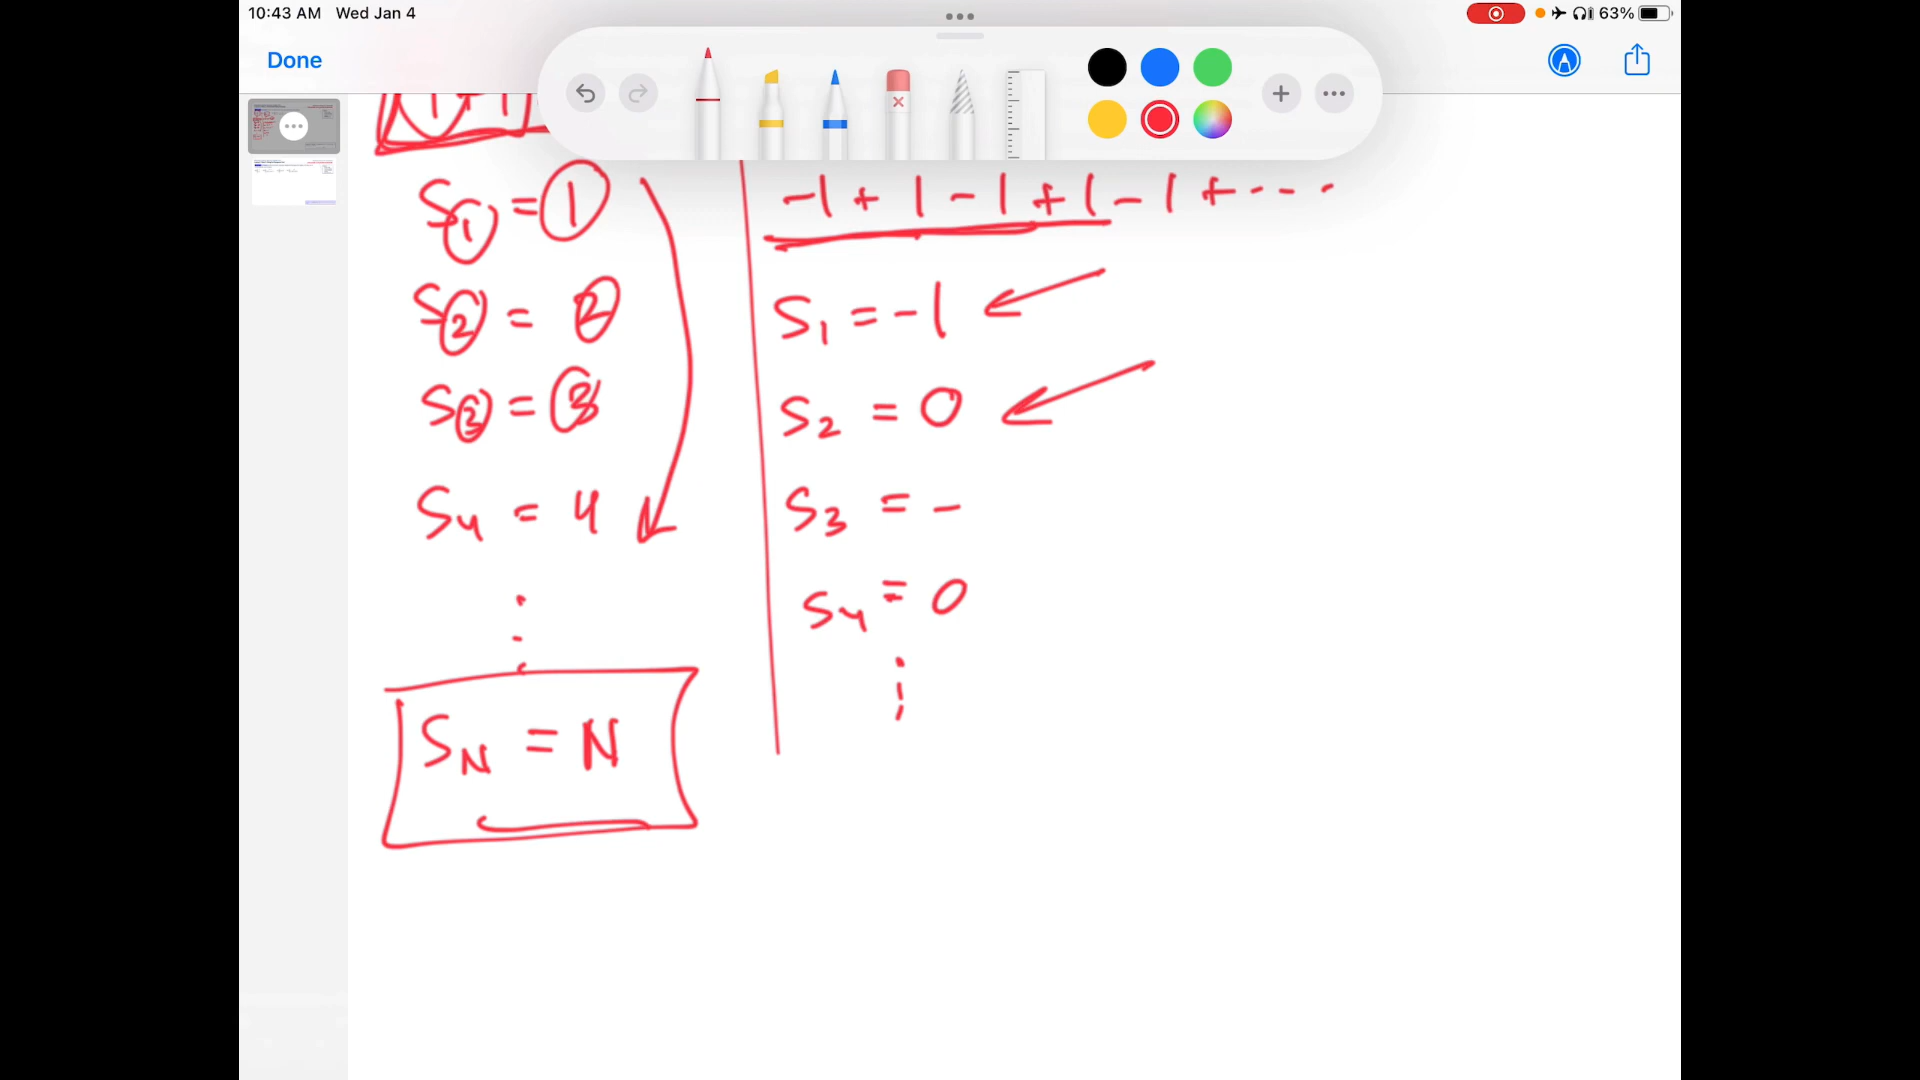 10:43 AM Wed Jan 4
63%
Done
S1 = 1
S2 = 2
S3 = 3
S4 = 4
SN = N
-1 + 1 - 1 + 1 - 1 + ...
S1 = -1
S2 = 0
S3 = -
S4 = 0